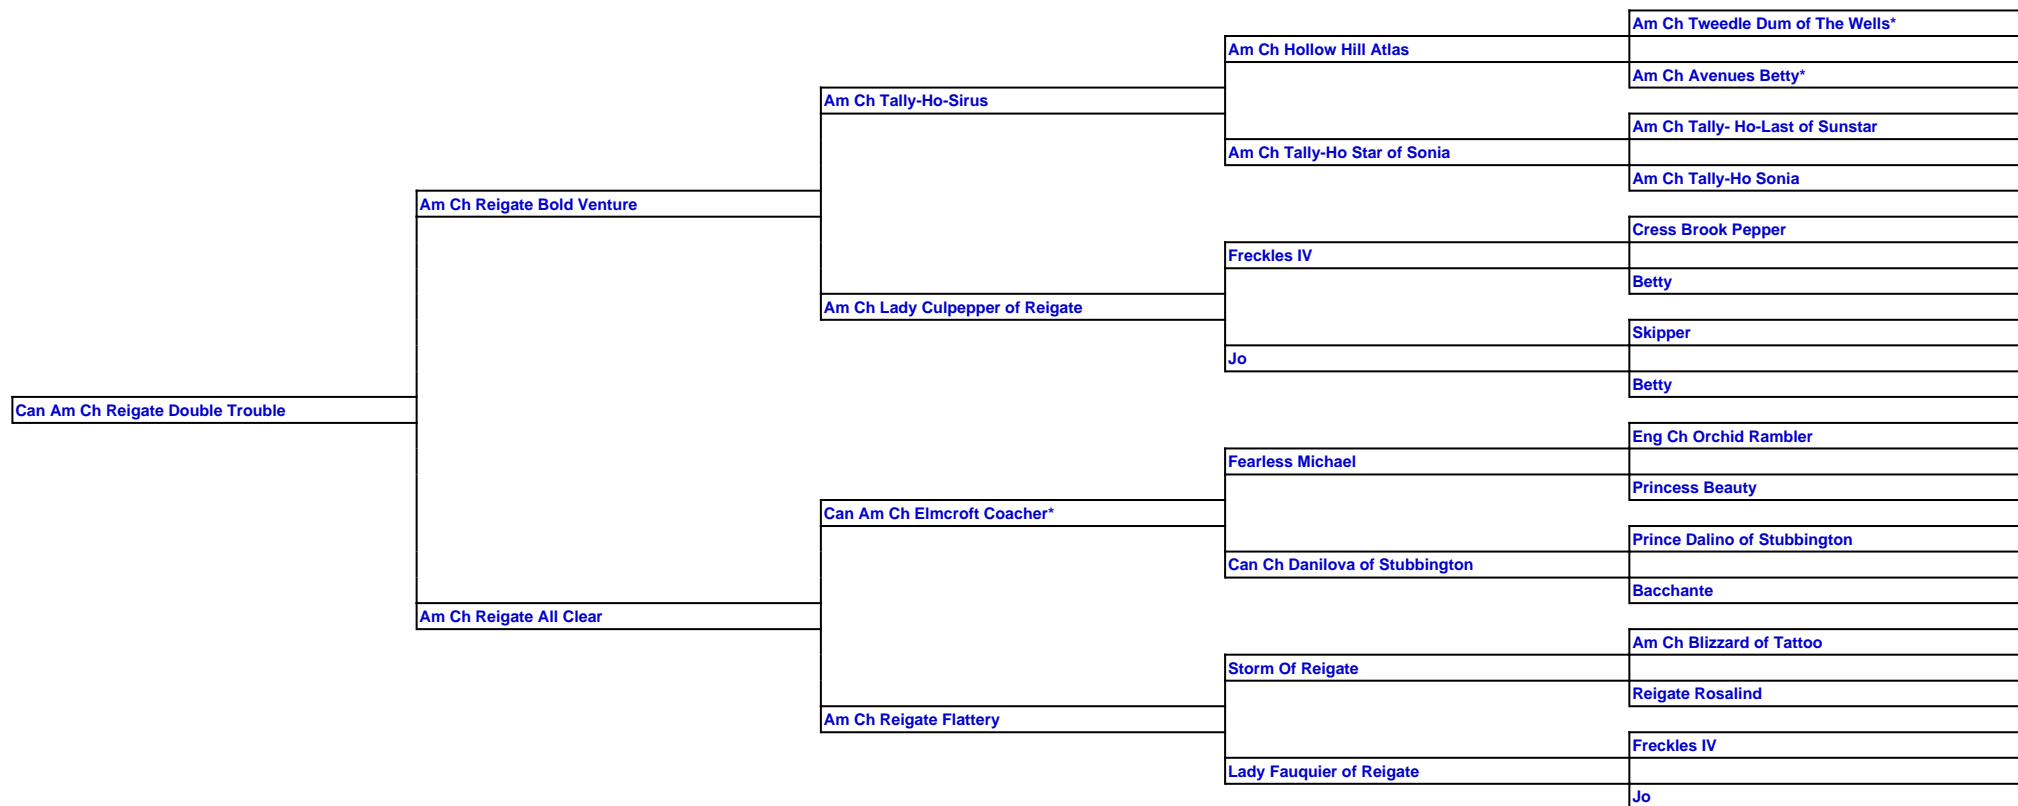 Am Ch Tweedle Dum of The Wells*
Am Ch Hollow Hill Atlas
Am Ch Avenues Betty*
Am Ch Tally-Ho-Sirus
Am Ch Tally- Ho-Last of Sunstar
Am Ch Tally-Ho Star of Sonia
Am Ch Tally-Ho Sonia
Am Ch Reigate Bold Venture
Cress Brook Pepper
Freckles IV
Betty
Am Ch Lady Culpepper of Reigate
Skipper
Jo
Betty
Can Am Ch Reigate Double Trouble
Eng Ch Orchid Rambler
Fearless Michael
Princess Beauty
Can Am Ch Elmcroft Coacher*
Prince Dalino of Stubbington
Can Ch Danilova of Stubbington
Bacchante
Am Ch Reigate All Clear
Am Ch Blizzard of Tattoo
Storm Of Reigate
Reigate Rosalind
Am Ch Reigate Flattery
Freckles IV
Lady Fauquier of Reigate
Jo